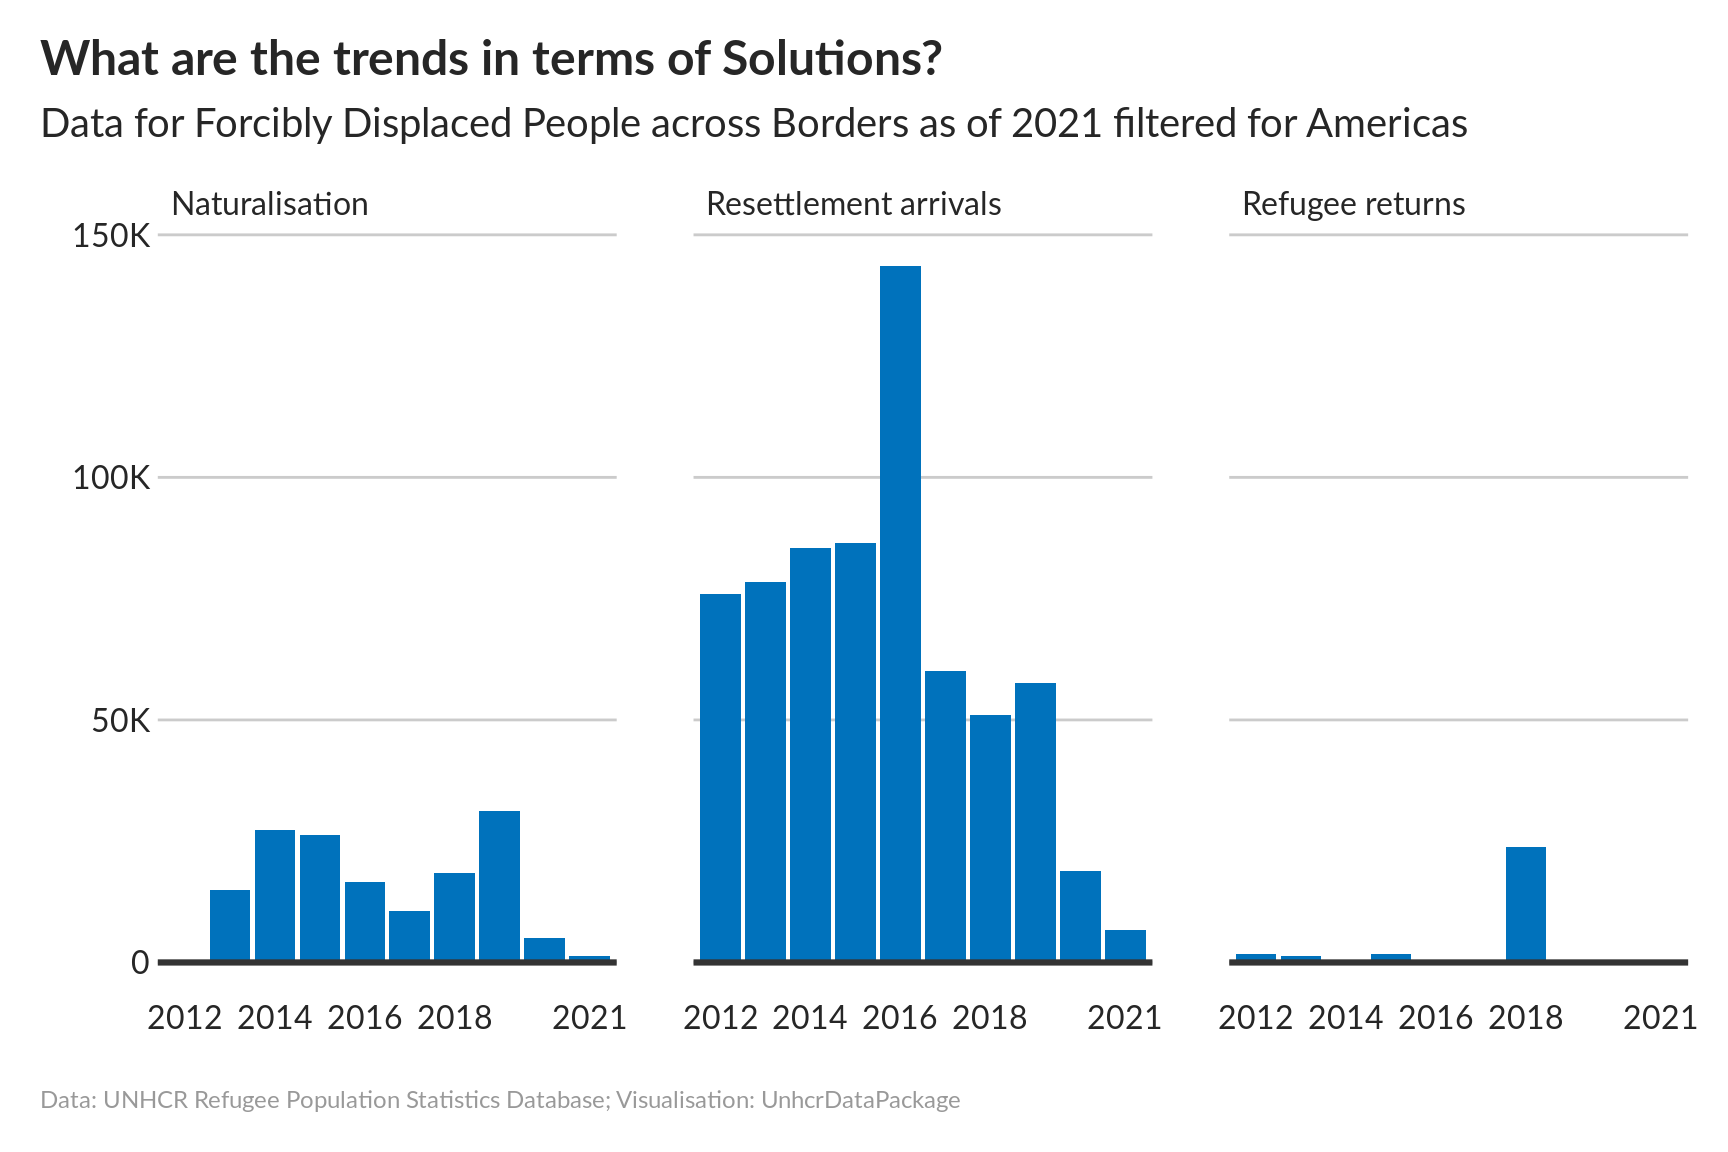 What are the trends in terms of Solutions?
Data for Forcibly Displaced People across Borders as of 2021 filtered for Americas
Naturalisation
Resettlement arrivals
Refugee returns
150K
100K
50K
0
2012 2014 2016 2018 2021
2012 2014 2016 2018 2021
2012 2014 2016 2018 2021
Data: UNHCR Refugee Population Statistics Database; Visualisation: UnhcrDataPackage